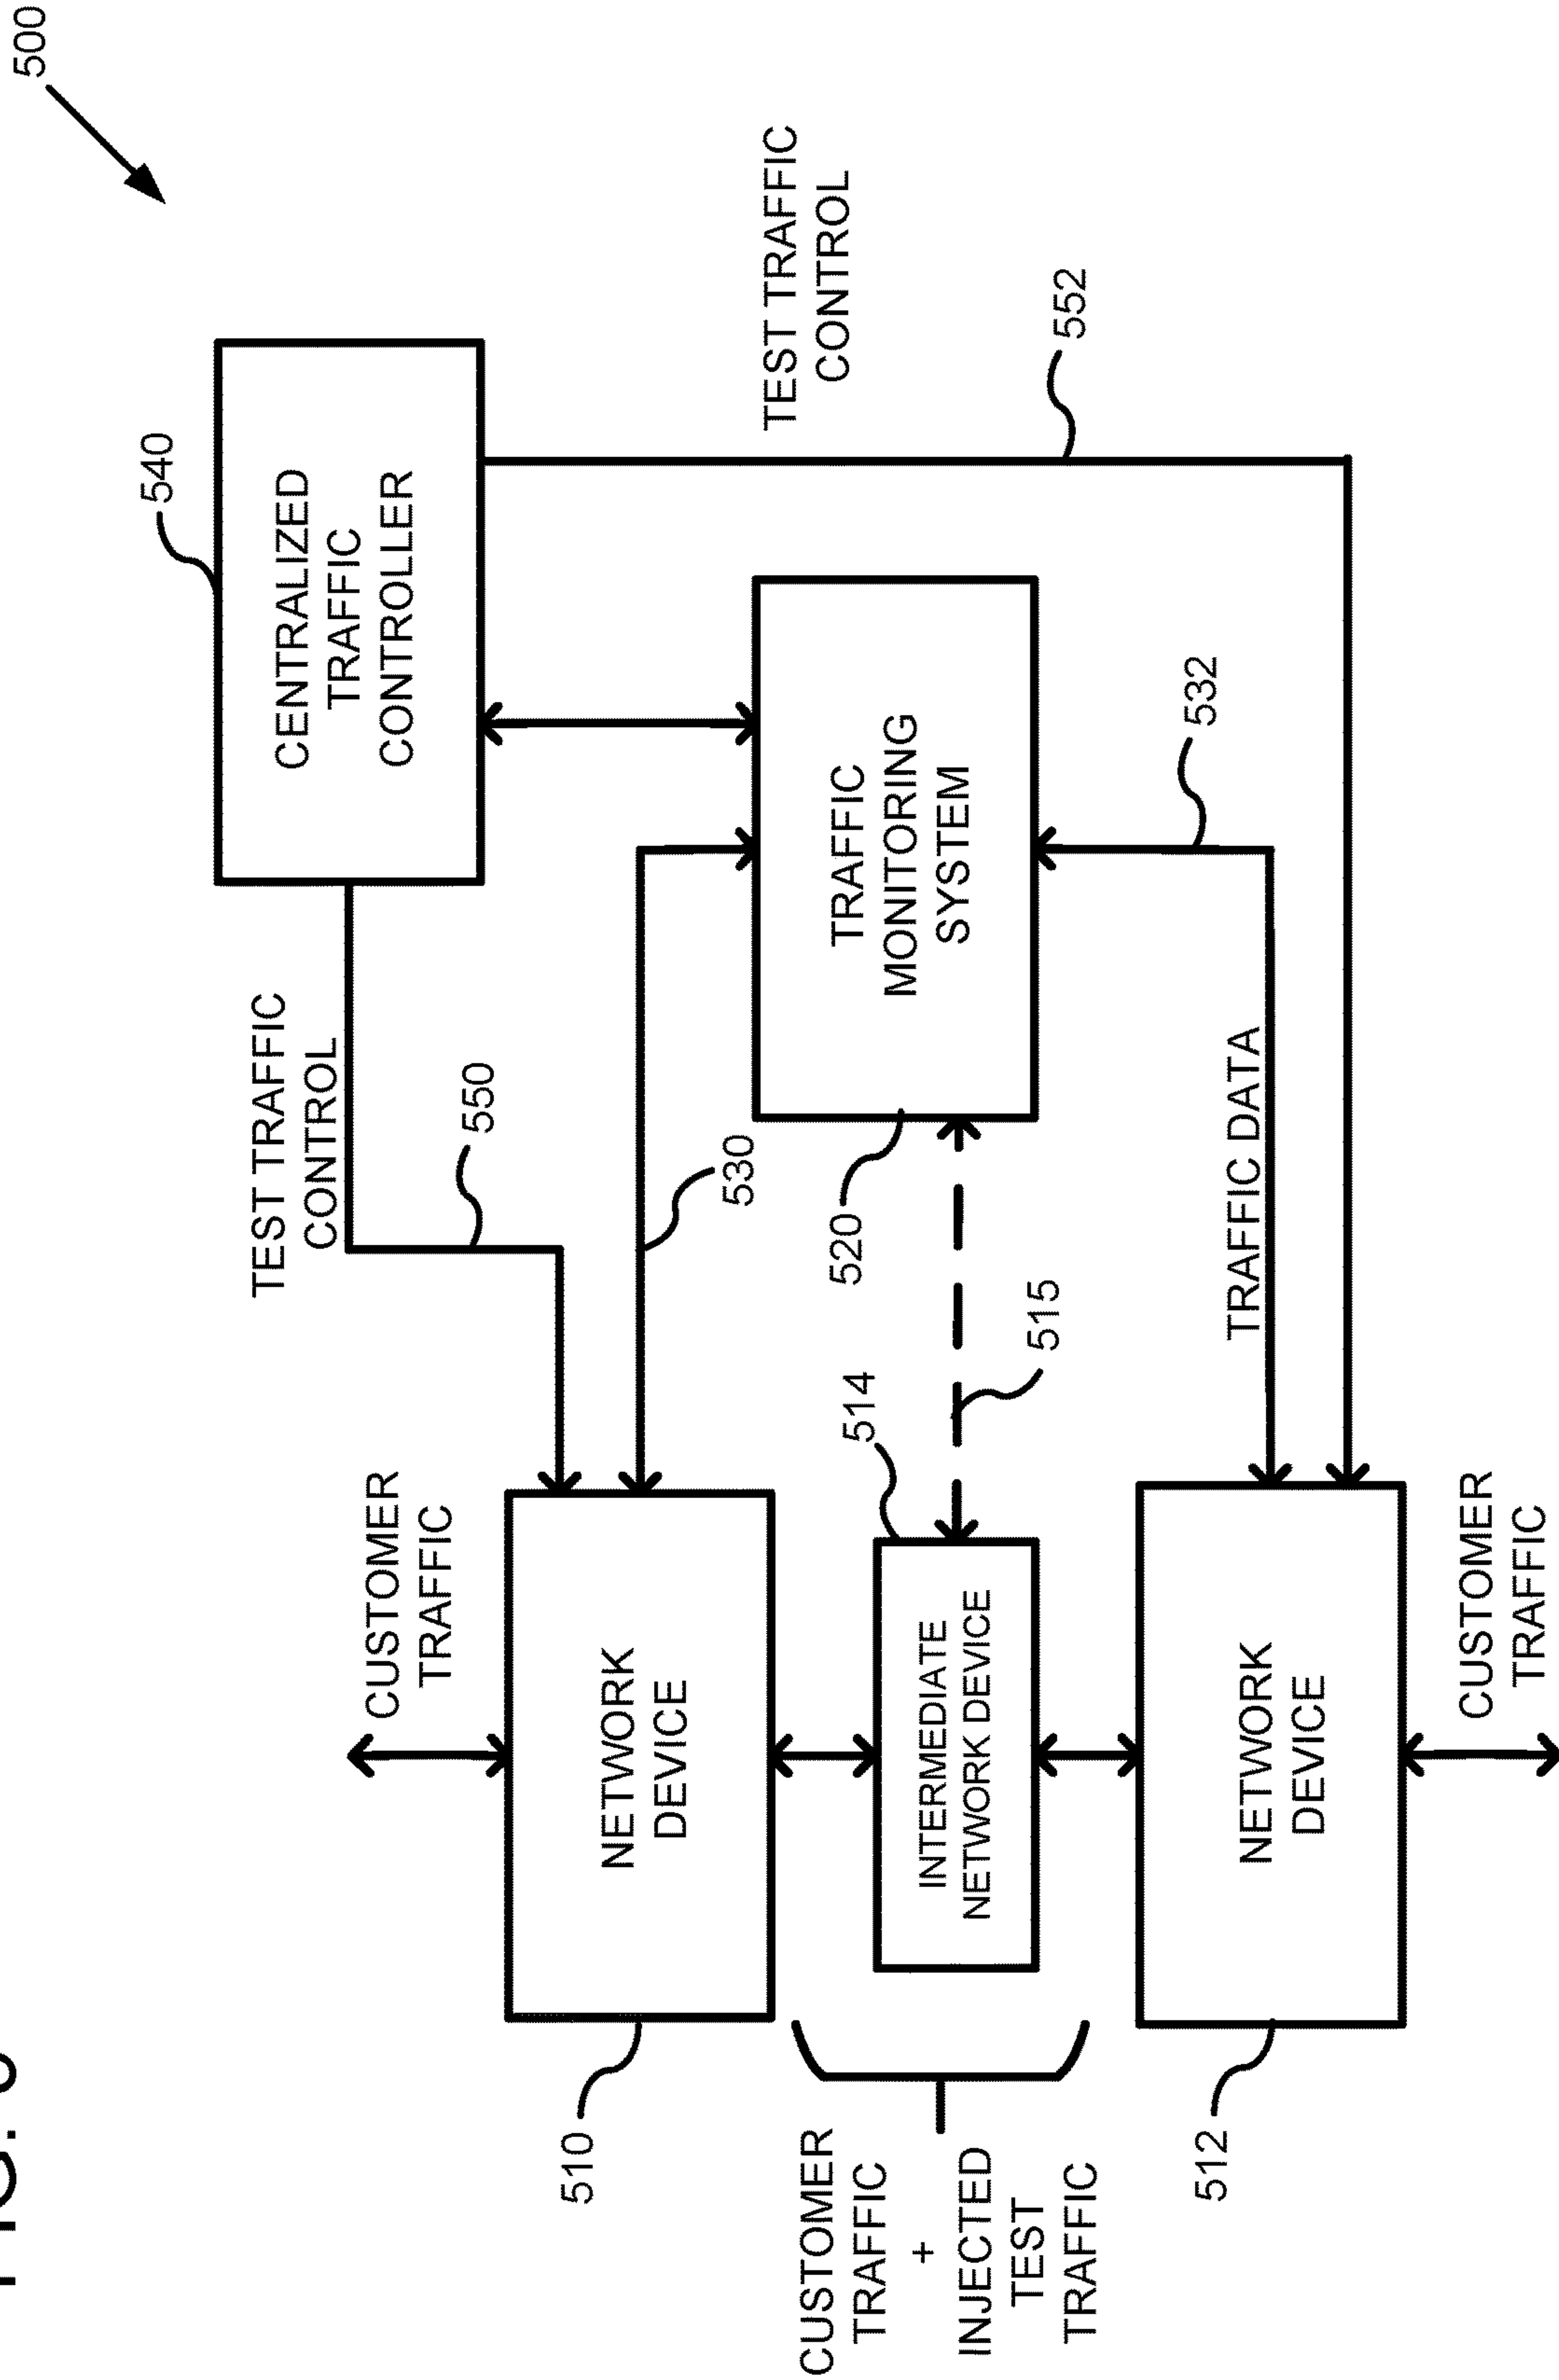 FIG.
500
540
TEST TRAFFIC
CONTROL
CENTRALIZED
TRAFFIC
CONTROLLER
CUSTOMER
TRAFFIC
550
510
NETWORK
DEVICE
530
TEST TRAFFIC
CONTROL
CUSTOMER
TRAFFIC
+
INJECTED
TEST
TRAFFIC
514
INTERMEDIATE
NETWORK DEVICE
515
520
TRAFFIC
MONITORING
SYSTEM
552
532
512
NETWORK
DEVICE
TRAFFIC DATA
CUSTOMER
TRAFFIC